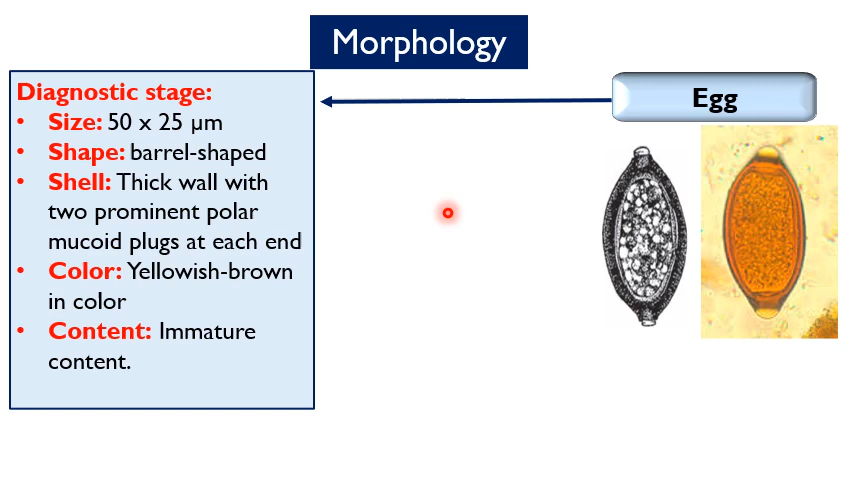 Morphology
Egg
Diagnostic stage:
• Size: 50 x 25 µm
• Shape: barrel-shaped
• Shell: Thick wall with
two prominent polar
mucoid plugs at each end
• Color: Yellowish-brown
in color
• Content: Immature
content.